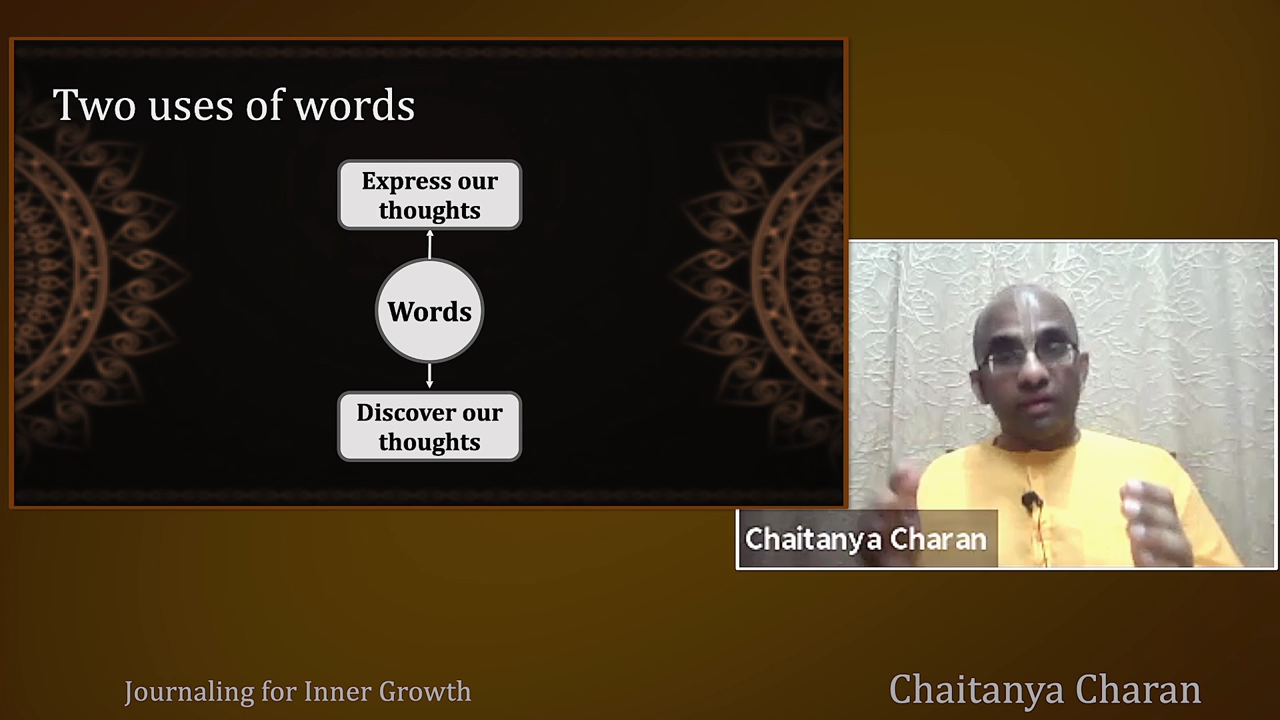 Two uses of words
Express our
thoughts
Words
Discover our
thoughts
Chaitanya Charan
Journaling for Inner Growth
Chaitanya Charan